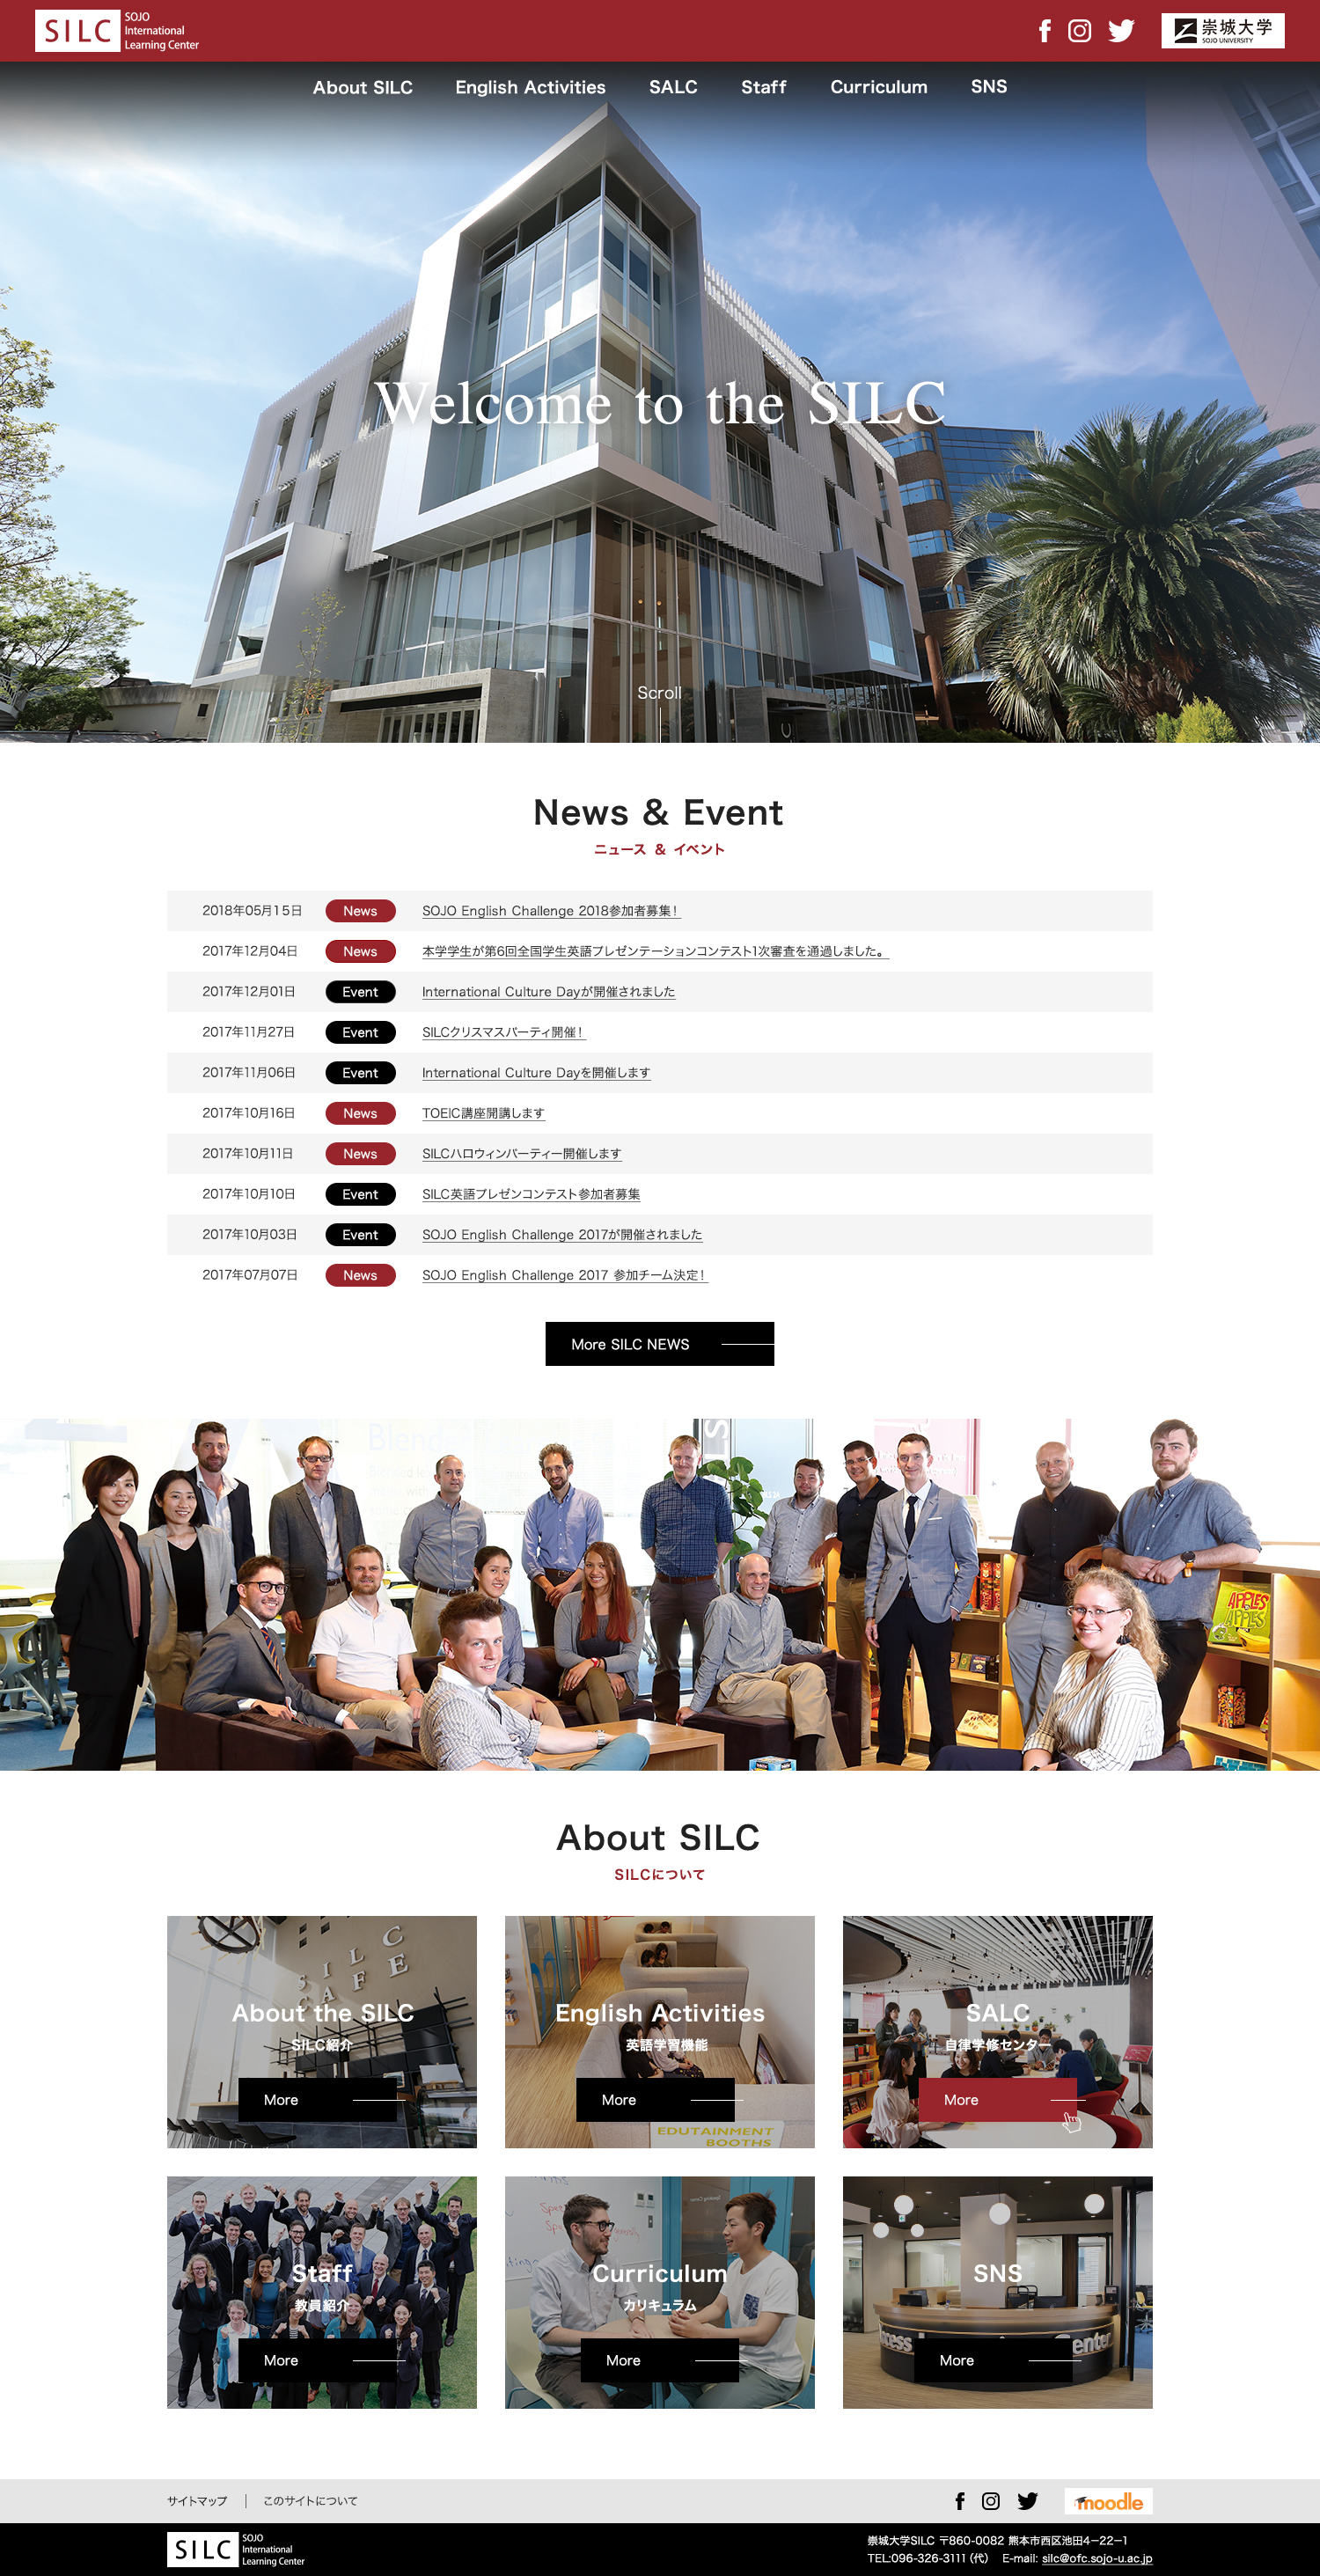 SILC
SOJO
International
Learning Center
崇城大学
SOJO UNIVERSITY
About SILC
English Activities
SALC
Staff
Curriculum
SNS
Welcome to the SILC
Scroll
News & Event
ニュース ＆ イベント
2018年05月15日 News SOJO English Challenge 2018参加者募集！
2017年12月04日 News 本学学生が第6回全国学生英語プレゼンテーションコンテスト1次審査を通過しました。
2017年12月01日 Event International Culture Dayが開催されました
2017年11月27日 Event SILCクリスマスパーティ開催！
2017年11月06日 Event International Culture Dayを開催します
2017年10月16日 News TOEIC講座開講します
2017年10月11日 News SILCハロウィンパーティー開催します
2017年10月10日 Event SILC英語プレゼンコンテスト参加者募集
2017年10月03日 Event SOJO English Challenge 2017が開催されました
2017年07月07日 News SOJO English Challenge 2017 参加チーム決定！
More SILC NEWS
APPLES
APPLES
About SILC
SILCについて
SILC
CAFE
About the SILC
SILC紹介
More
English Activities
英語学習機能
More
EDUTAINMENT
BOOTHS
SALC
自律学修センター
More
Staff
教員紹介
More
Curriculum
カリキュラム
More
SNS
More
サイトマップ
このサイトについて
moodle
SILC
SOJO
International
Learning Center
崇城大学SILC 〒860-0082 熊本市西区池田4−22−1
TEL:096-326-3111（代） E-mail: silc@ofc.sojo-u.ac.jp